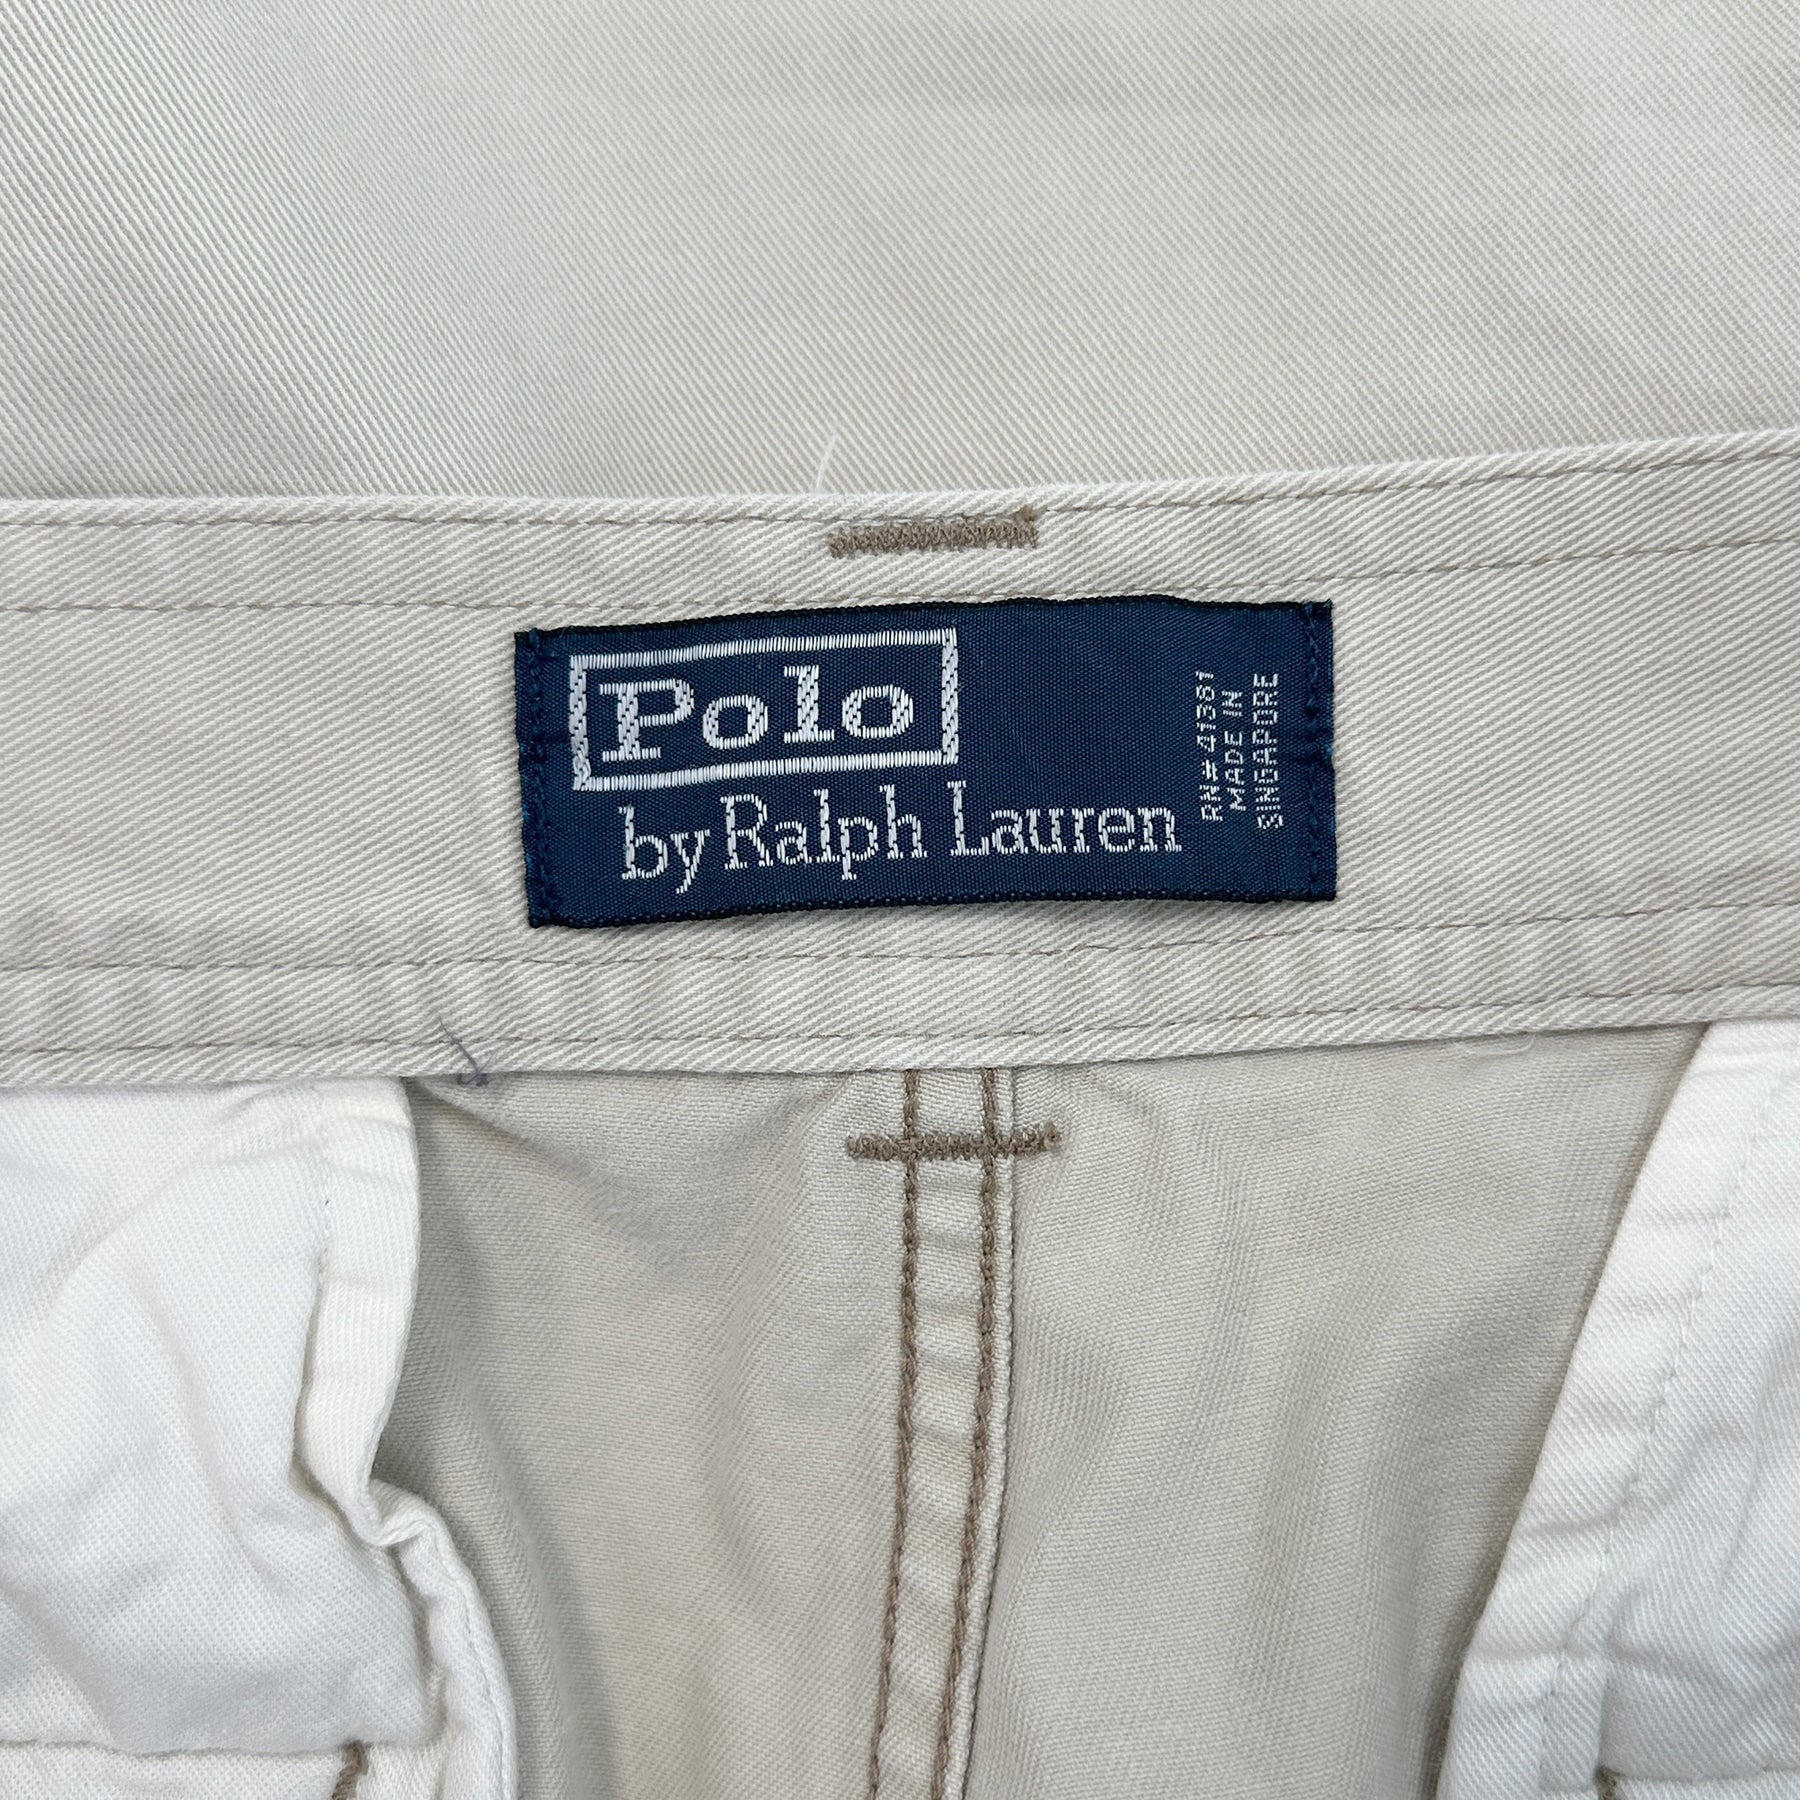 Polo
by Ralph Lauren
RN# 41381
MADE IN
SINGAPORE